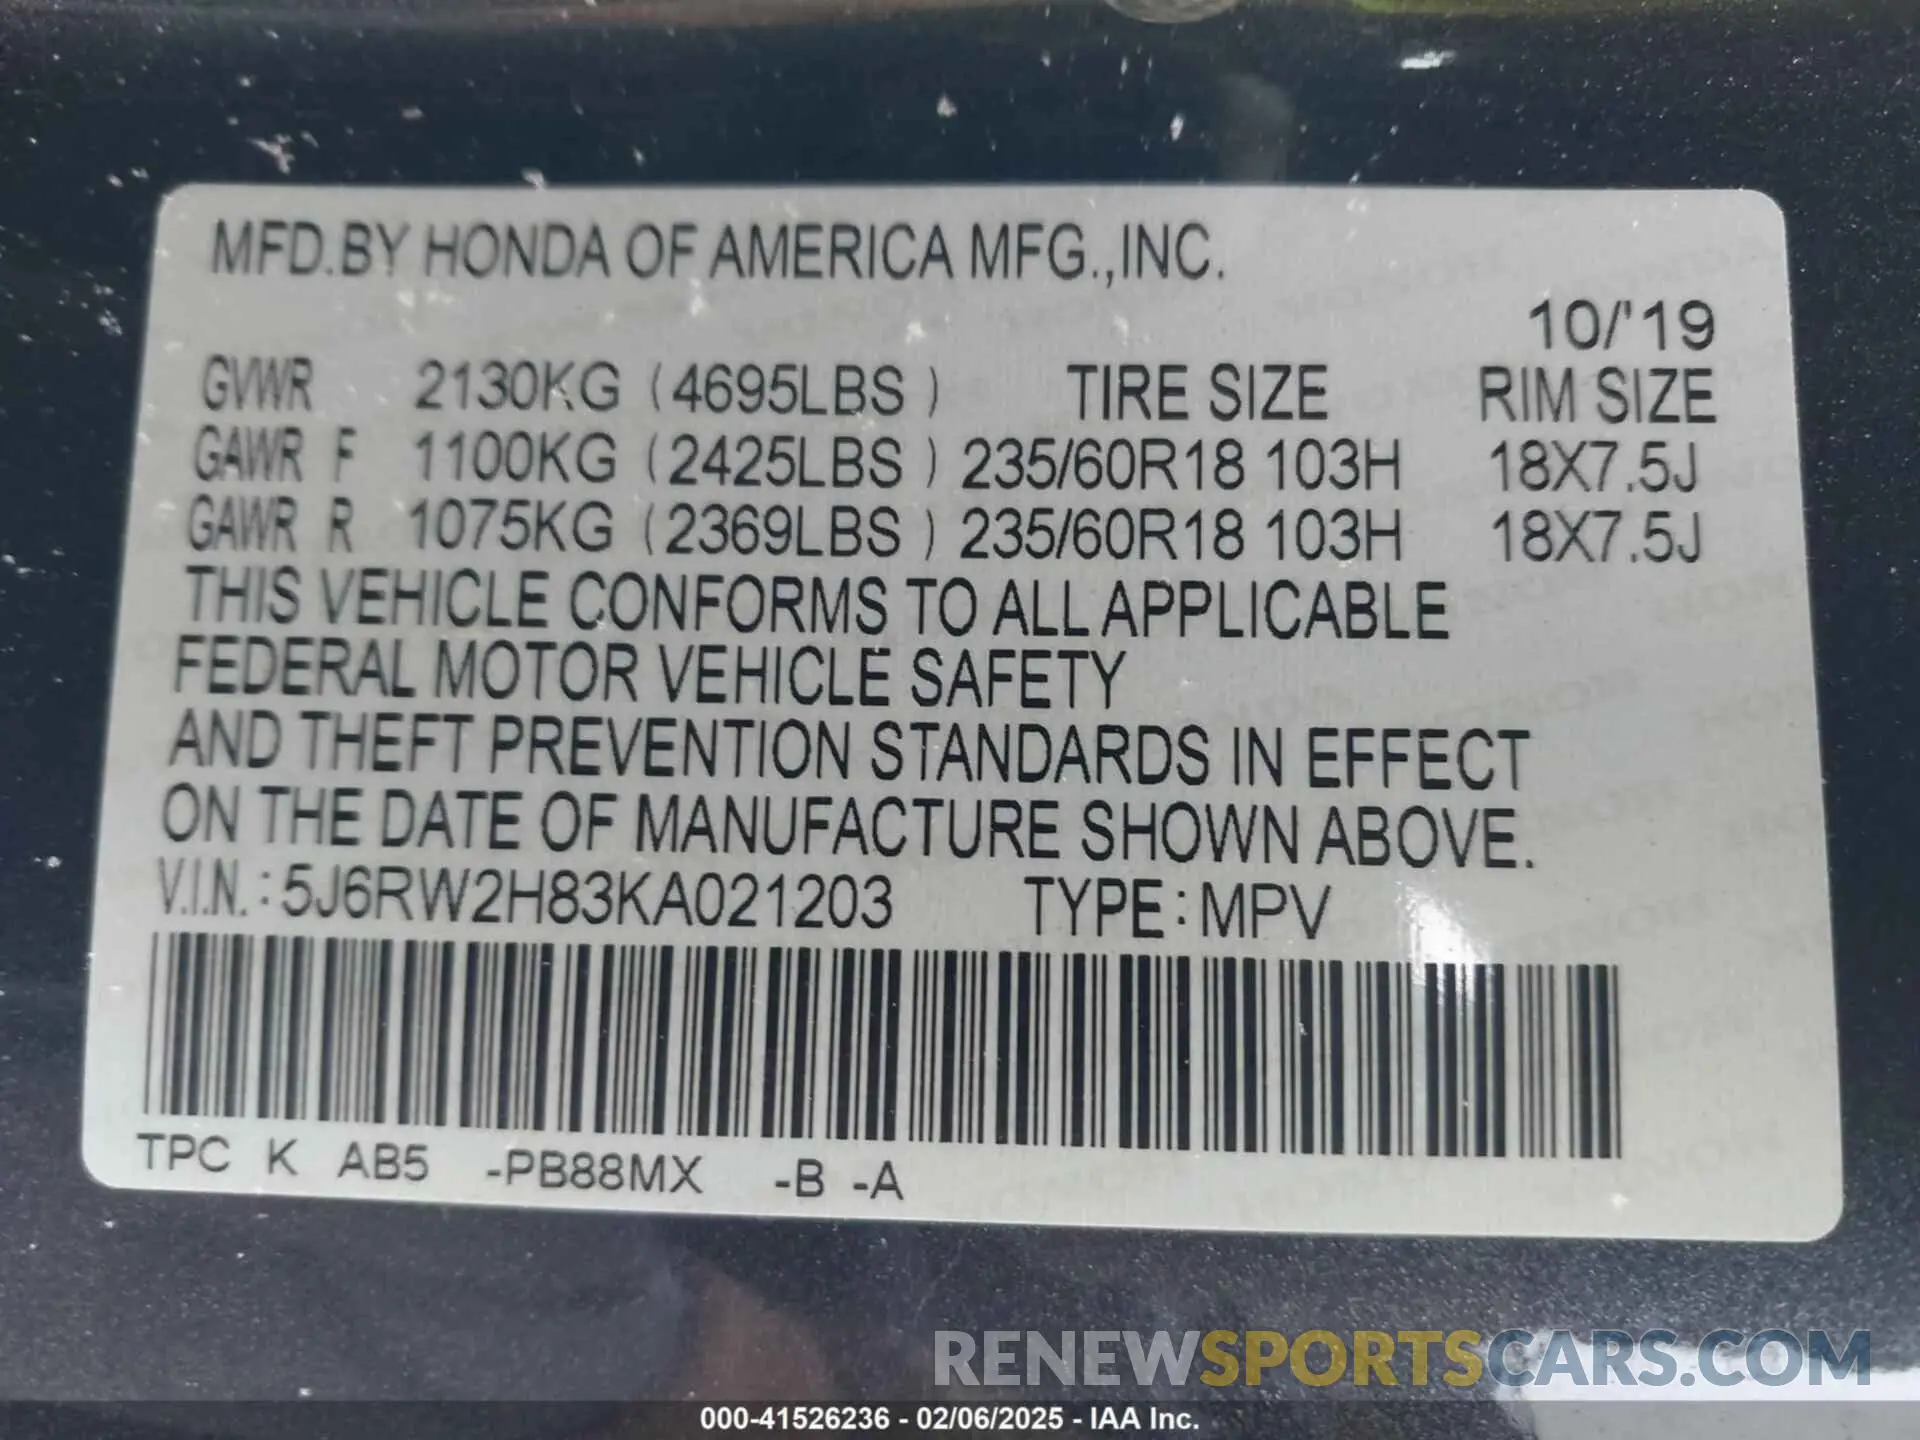 MFD.BY HONDA OF AMERICA MFG.,INC.
10/'19
GVWR 2130KG (4695LBS) TIRE SIZE RIM SIZE
GAWR F 1100KG (2425LBS) 235/60R18 103H 18X7.5J
GAWR R 1075KG (2369LBS) 235/60R18 103H 18X7.5J
THIS VEHICLE CONFORMS TO ALL APPLICABLE
FEDERAL MOTOR VEHICLE SAFETY
AND THEFT PREVENTION STANDARDS IN EFFECT
ON THE DATE OF MANUFACTURE SHOWN ABOVE.
V.I.N.: 5J6RW2H83KA021203 TYPE: MPV
TPC K AB5 -PB88MX -B -A
RENEWSPORTSCARS.COM
000-41526236 - 02/06/2025 - IAA Inc.